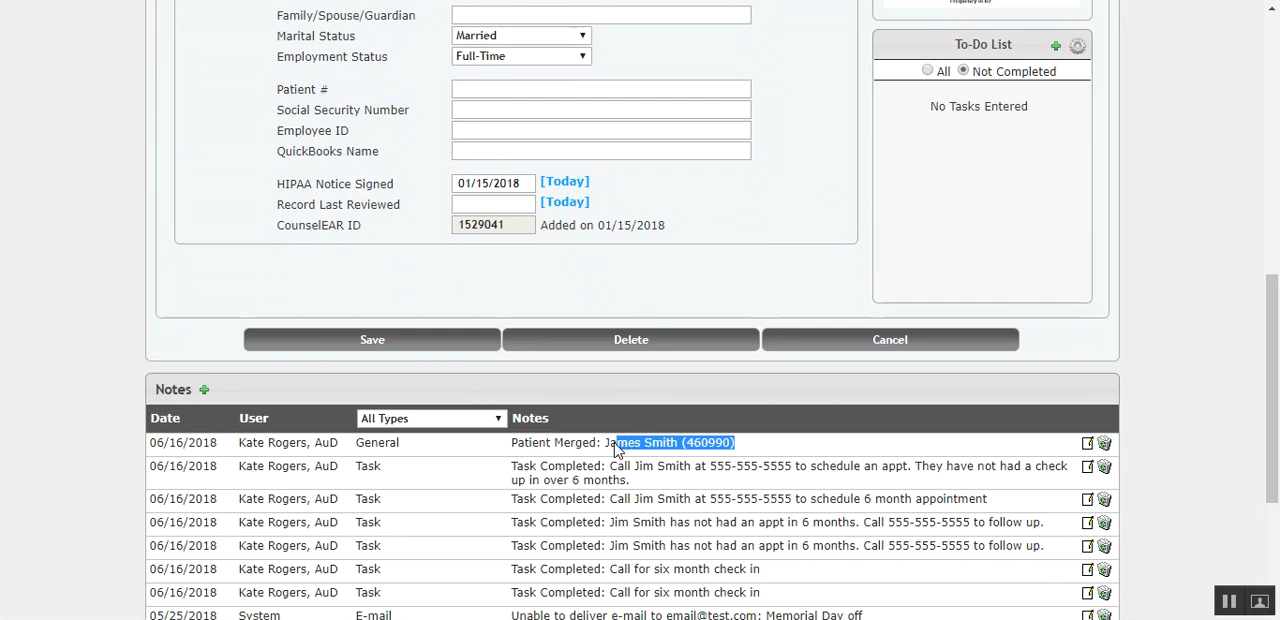 Family/Spouse/Guardian
Marital Status Married
Employment Status Full-Time
To-Do List
All Not Completed
Patient #
No Tasks Entered
Social Security Number
Employee ID
QuickBooks Name
HIPAA Notice Signed 01/15/2018 [Today]
Record Last Reviewed [Today]
CounselEAR ID 1529041 Added on 01/15/2018
Save Delete Cancel
Notes
Date User All Types Notes
06/16/2018 Kate Rogers, AuD General Patient Merged: James Smith (460990)
06/16/2018 Kate Rogers, AuD Task Task Completed: Call Jim Smith at 555-555-5555 to schedule an appt. They have not had a check
up in over 6 months.
06/16/2018 Kate Rogers, AuD Task Task Completed: Call Jim Smith at 555-555-5555 to schedule 6 month appointment
06/16/2018 Kate Rogers, AuD Task Task Completed: Jim Smith has not had an appt in 6 months. Call 555-555-5555 to follow up.
06/16/2018 Kate Rogers, AuD Task Task Completed: Jim Smith has not had an appt in 6 months. Call 555-555-5555 to follow up.
06/16/2018 Kate Rogers, AuD Task Task Completed: Call for six month check in
06/16/2018 Kate Rogers, AuD Task Task Completed: Call for six month check in
05/25/2018 System E-mail Unable to deliver e-mail to email@test.com: Memorial Day off